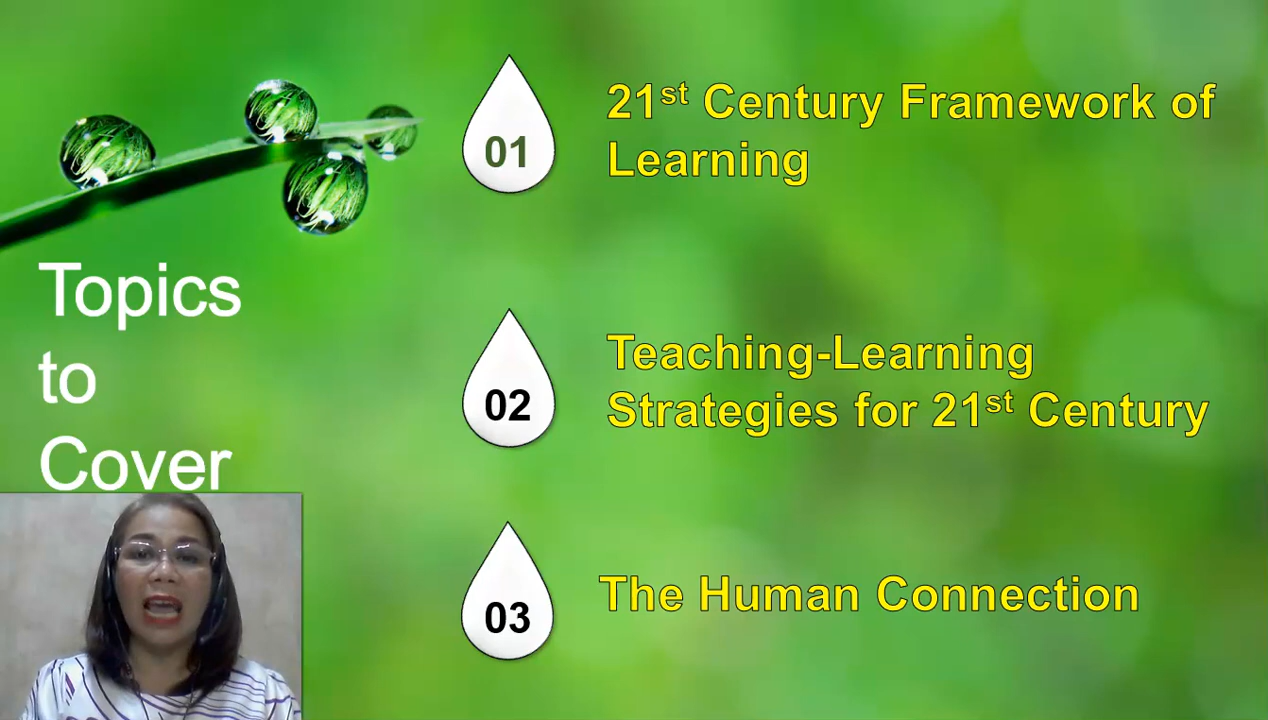 Topics
to
Cover
01
21st Century Framework of
Learning
02
Teaching-Learning
Strategies for 21st Century
03
The Human Connection